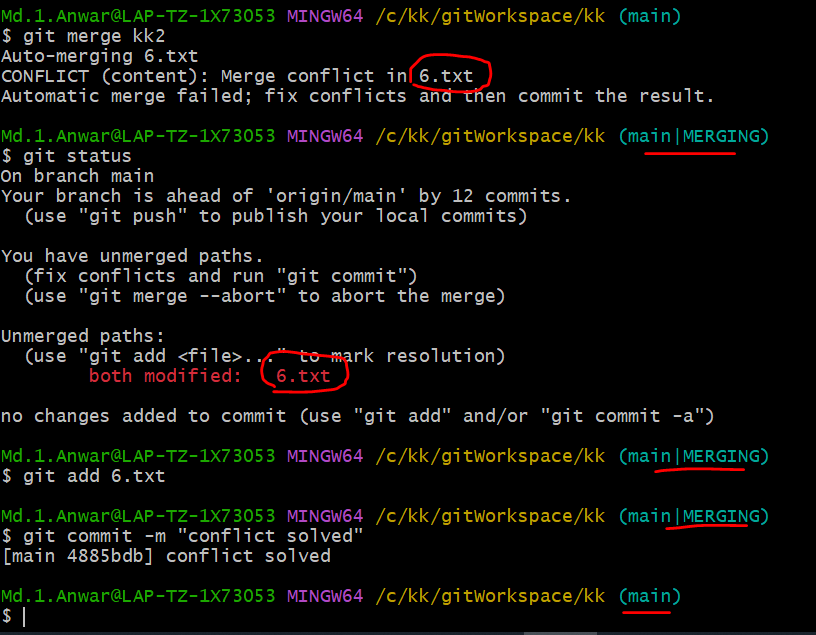 Md.1.Anwar@LAP-TZ-1X73053 MINGW64 /c/kk/gitWorkspace/kk (main)
$ git merge kk2
Auto-merging 6.txt
CONFLICT (content): Merge conflict in 6.txt
Automatic merge failed; fix conflicts and then commit the result.

Md.1.Anwar@LAP-TZ-1X73053 MINGW64 /c/kk/gitWorkspace/kk (main|MERGING)
$ git status
On branch main
Your branch is ahead of 'origin/main' by 12 commits.
  (use "git push" to publish your local commits)

You have unmerged paths.
  (fix conflicts and run "git commit")
  (use "git merge --abort" to abort the merge)

Unmerged paths:
  (use "git add <file>..." to mark resolution)
        both modified:   6.txt

no changes added to commit (use "git add" and/or "git commit -a")

Md.1.Anwar@LAP-TZ-1X73053 MINGW64 /c/kk/gitWorkspace/kk (main|MERGING)
$ git add 6.txt

Md.1.Anwar@LAP-TZ-1X73053 MINGW64 /c/kk/gitWorkspace/kk (main|MERGING)
$ git commit -m "conflict solved"
[main 4885bdb] conflict solved

Md.1.Anwar@LAP-TZ-1X73053 MINGW64 /c/kk/gitWorkspace/kk (main)
$